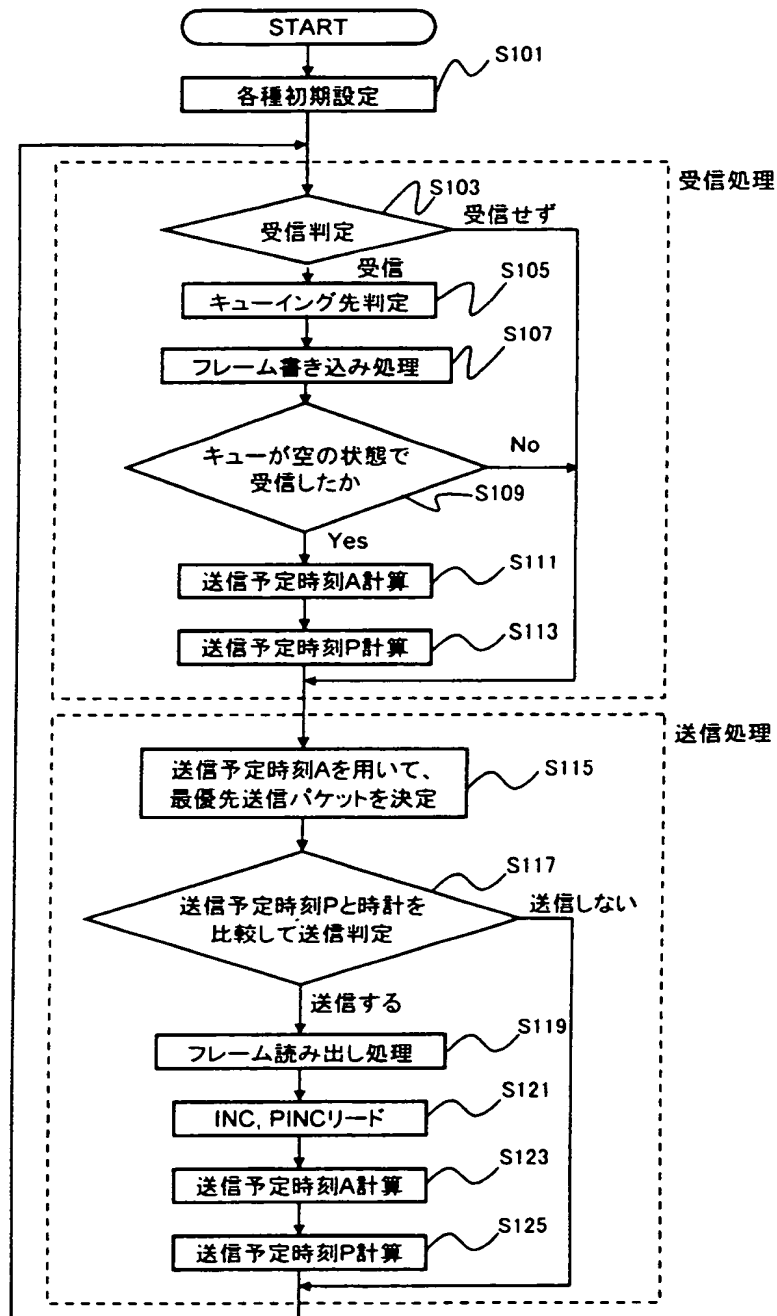 START
S101
各種初期設定
受信処理
S103
受信せず
受信判定
受信
S105
キューイング先判定
S107
フレーム書き込み処理
キューが空の状態で
受信したか
No
S109
Yes
S111
送信予定時刻A計算
S113
送信予定時刻P計算
送信処理
送信予定時刻Aを用いて、
最優先送信パケットを決定
S115
S117
送信予定時刻Pと時計を
比較して送信判定
送信しない
送信する
S119
フレーム読み出し処理
S121
INC, PINCリード
S123
送信予定時刻A計算
S125
送信予定時刻P計算